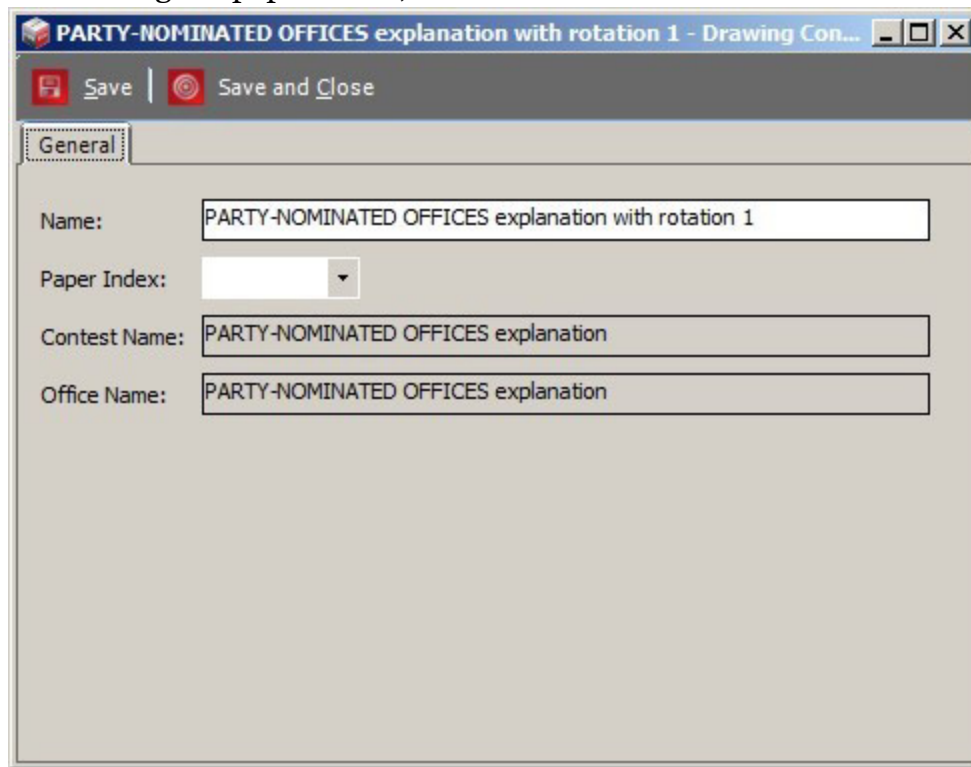 PARTY-NOMINATED OFFICES explanation with rotation 1 - Drawing Con...
Save Save and Close
General
Name: PARTY-NOMINATED OFFICES explanation with rotation 1
Paper Index:
Contest Name: PARTY-NOMINATED OFFICES explanation
Office Name: PARTY-NOMINATED OFFICES explanation